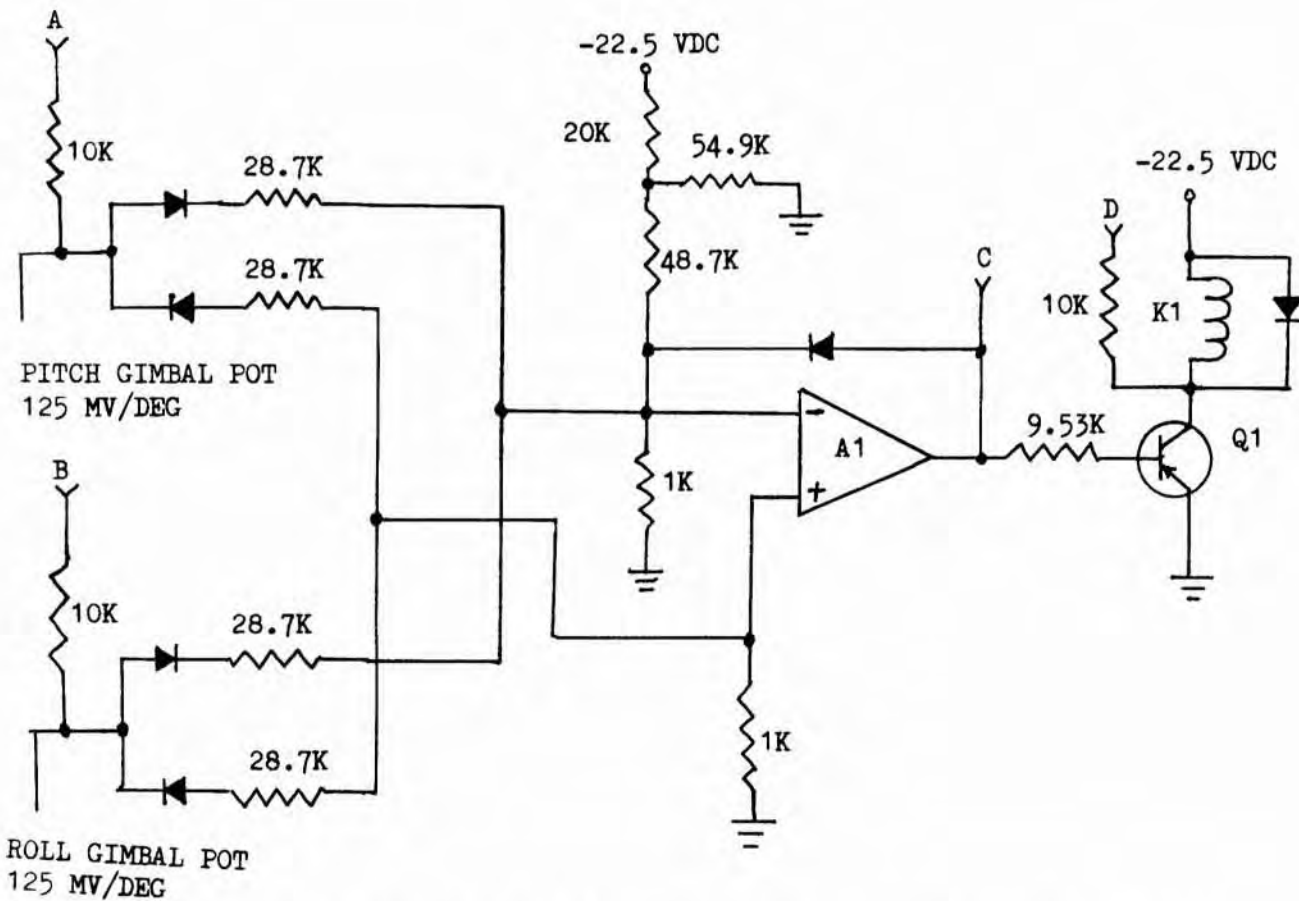 A
10K
28.7K
28.7K
PITCH GIMBAL POT
125 MV/DEG
B
10K
28.7K
28.7K
ROLL GIMBAL POT
125 MV/DEG
-22.5 VDC
20K
54.9K
48.7K
1K
-
A1
+
1K
C
9.53K
-22.5 VDC
D
10K
K1
Q1